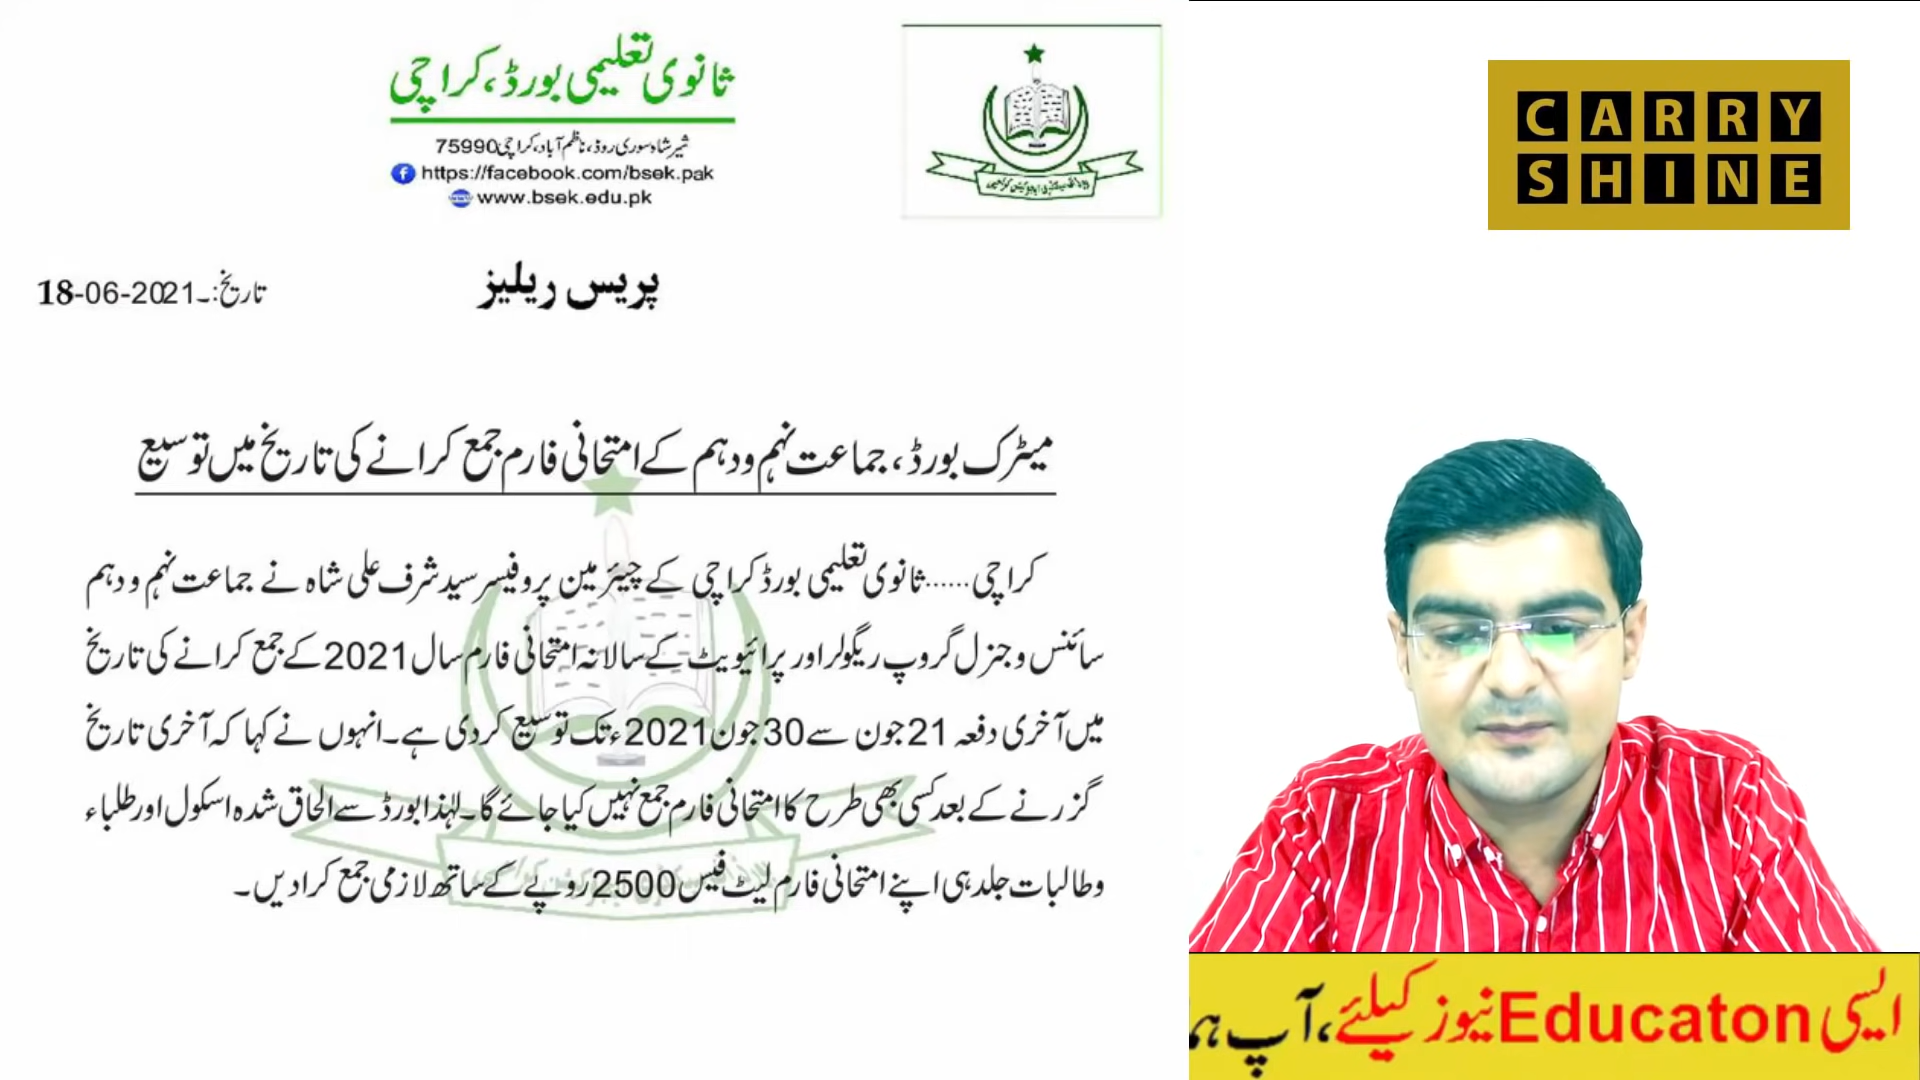 ثانوی تعلیمی بورڈ، کراچی
شیر شاہ سوری روڈ، ناظم آباد، کراچی 75990
https://facebook.com/bsek.pak
www.bsek.edu.pk
CARRY
SHINE
پریس ریلیز
تاریخ:۔ 18-06-2021
میٹرک بورڈ، جماعت نہم ودہم کے امتحانی فارم جمع کرانے کی تاریخ میں توسیع
کراچی......ثانوی تعلیمی بورڈ کراچی کے چیئرمین پروفیسر سید شرف علی شاہ نے جماعت نہم و دہم
سائنس و جنرل گروپ ریگولر اور پرائیویٹ کے سالانہ امتحانی فارم سال 2021 کے جمع کرانے کی تاریخ
میں آخری دفعہ 21 جون سے 30 جون 2021ء تک توسیع کر دی ہے۔ انہوں نے کہا کہ آخری تاریخ
گزرنے کے بعد کسی بھی طرح کا امتحانی فارم جمع نہیں کیا جائے گا۔ لہٰذا بورڈ سے الحاق شدہ اسکول اور طلباء
وطالبات جلد ہی اپنے امتحانی فارم لیٹ فیس 2500 روپے کے ساتھ لازمی جمع کرادیں۔
ایسی Educaton نیوز کیلئے، آپ